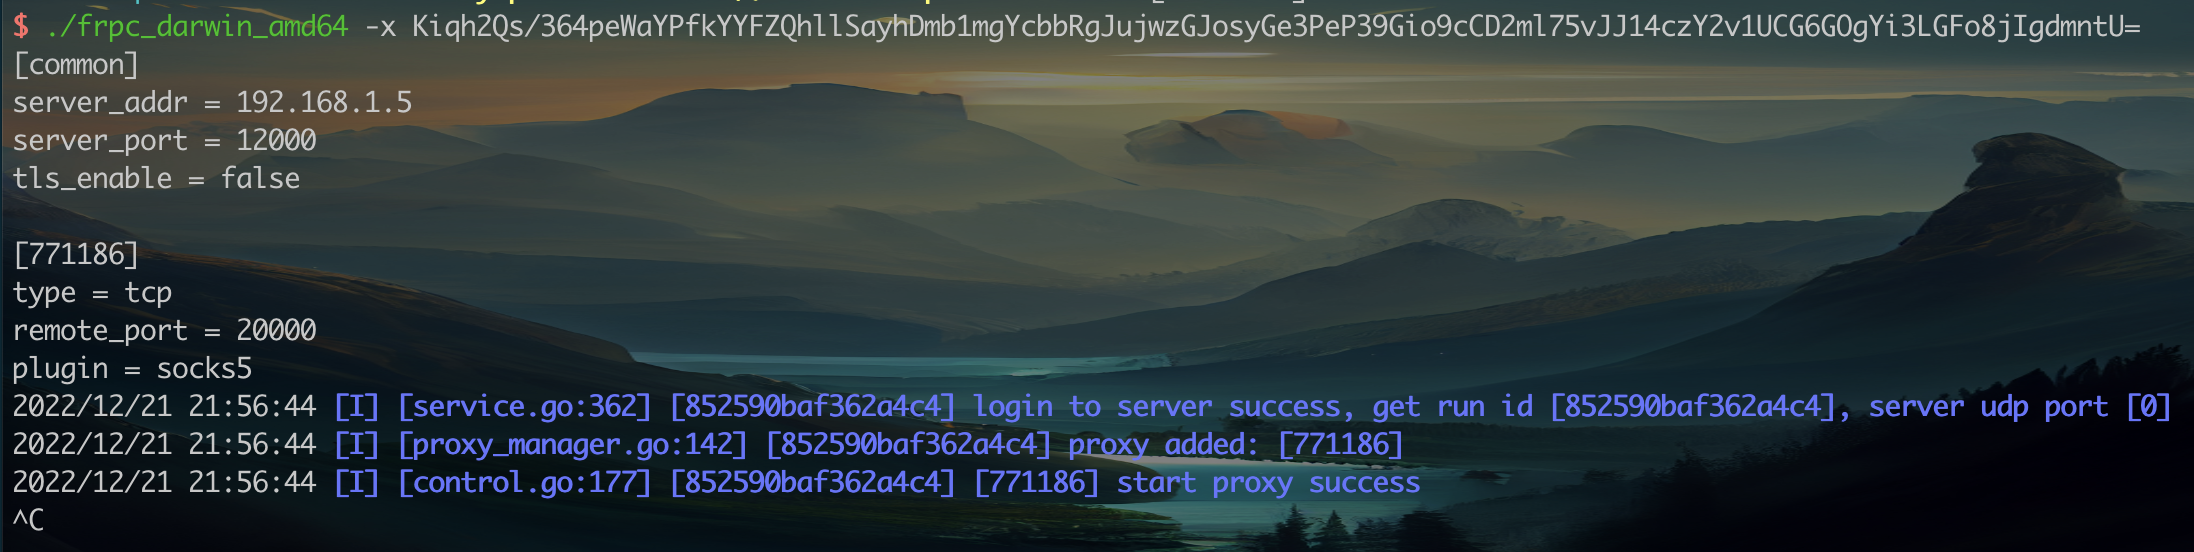 $ ./frpc_darwin_amd64 -x Kiqh2Qs/364peWaYPfkYYFZQhllSayhDmb1mgYcbbRgJujwzGJosyGe3PeP39Gio9cCD2ml75vJJ14czY2v1UCG6GOgYi3LGFo8jIgdmntU=
[common]
server_addr = 192.168.1.5
server_port = 12000
tls_enable = false
[771186]
type = tcp
remote_port = 20000
plugin = socks5
2022/12/21 21:56:44 [I] [service.go:362] [852590baf362a4c4] login to server success, get run id [852590baf362a4c4], server udp port [0]
2022/12/21 21:56:44 [I] [proxy_manager.go:142] [852590baf362a4c4] proxy added: [771186]
2022/12/21 21:56:44 [I] [control.go:177] [852590baf362a4c4] [771186] start proxy success
^C